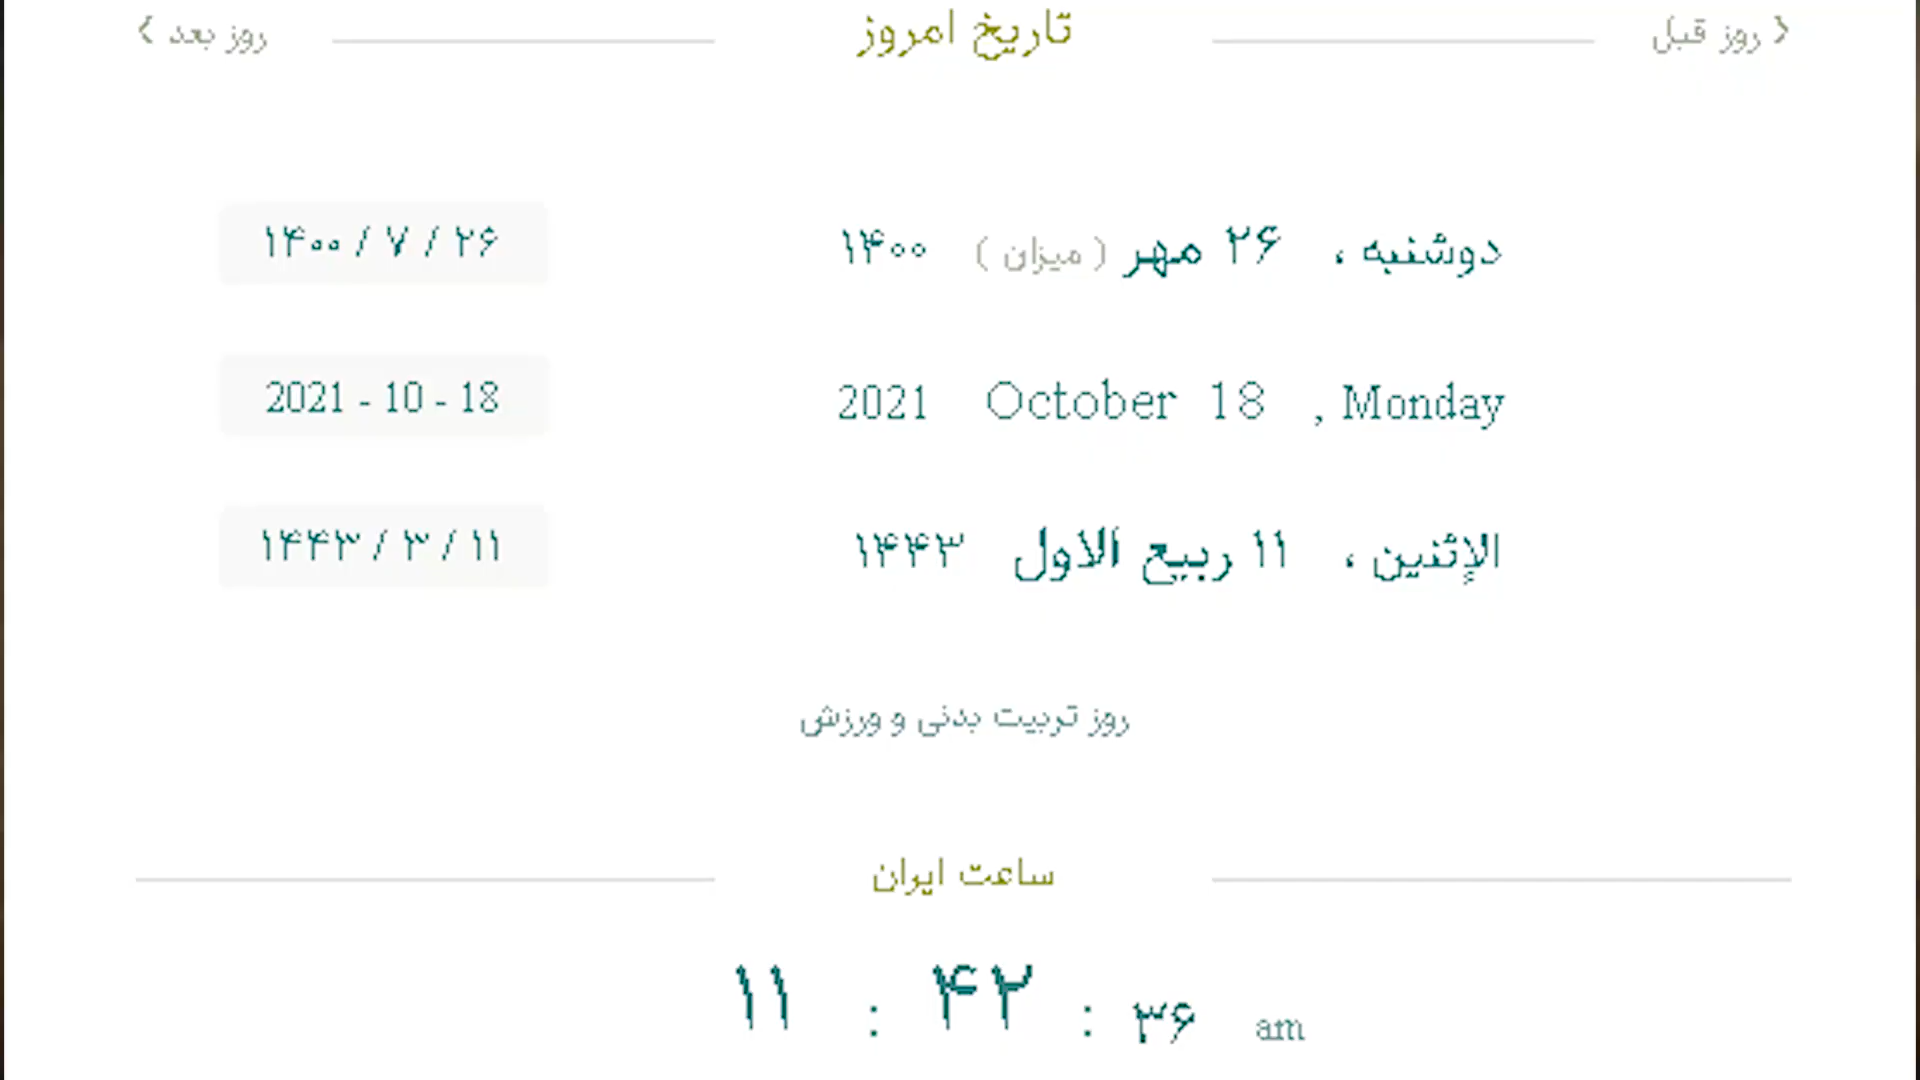 › روز قبل تاریخ امروز روز بعد ‹
دوشنبه ، ۲۶ مهر ( میزان ) ۱۴۰۰ ۱۴۰۰ / ۷ / ۲۶
2021 October 18 , Monday 2021 - 10 - 18
الإثنين ، ۱۱ ربيع الاول ۱۴۴۳ ۱۴۴۳ / ۳ / ۱۱
روز تربیت بدنی و ورزش
ساعت ایران
۱۱ : ۴۲ : ۳۶ am